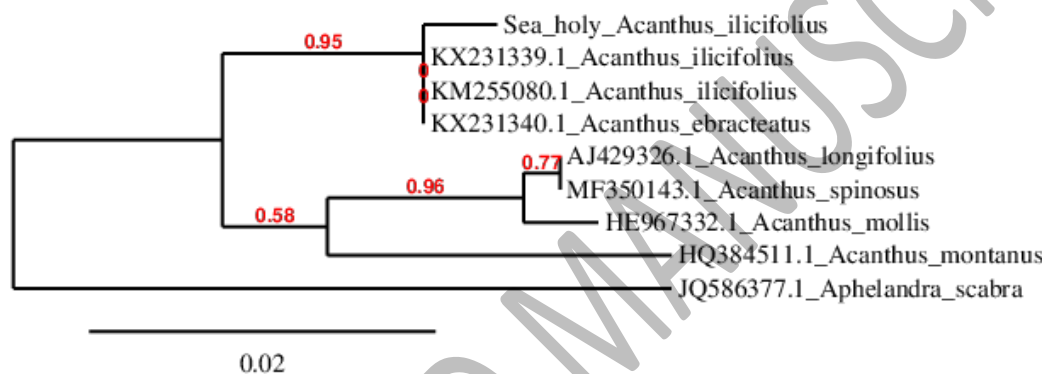 Sea_holy_Acanthus_ilicifolius
0.95
KX231339.1_Acanthus_ilicifolius
0
KM255080.1_Acanthus_ilicifolius
0
KX231340.1_Acanthus_ebracteatus
AJ429326.1_Acanthus_longifolius
0.77
MF350143.1_Acanthus_spinosus
0.96
HE967332.1_Acanthus_mollis
0.58
HQ384511.1_Acanthus_montanus
JQ586377.1_Aphelandra_scabra
0.02
MANUSC